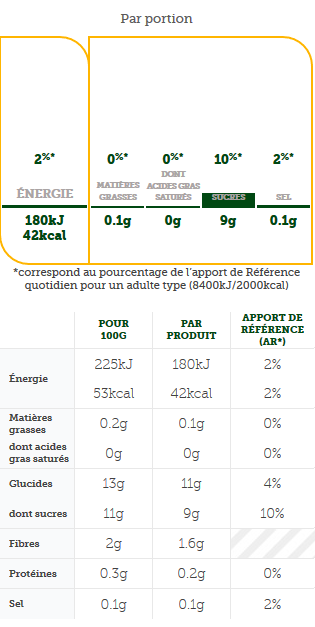 Par portion
2%* 0%* 0%* 10%* 2%*
ÉNERGIE MATIÈRES GRASSES DONT ACIDES GRAS SATURÉS SUCRES SEL
180kJ 0.1g 0g 9g 0.1g
42kcal
*correspond au pourcentage de l'apport de Référence
quotidien pour un adulte type (8400kJ/2000kcal)
POUR 100G PAR PRODUIT APPORT DE RÉFÉRENCE (AR*)
Énergie 225kJ 180kJ 2%
53kcal 42kcal 2%
Matières grasses 0.2g 0.1g 0%
dont acides gras saturés 0g 0g 0%
Glucides 13g 11g 4%
dont sucres 11g 9g 10%
Fibres 2g 1.6g
Protéines 0.3g 0.2g 0%
Sel 0.1g 0.1g 2%